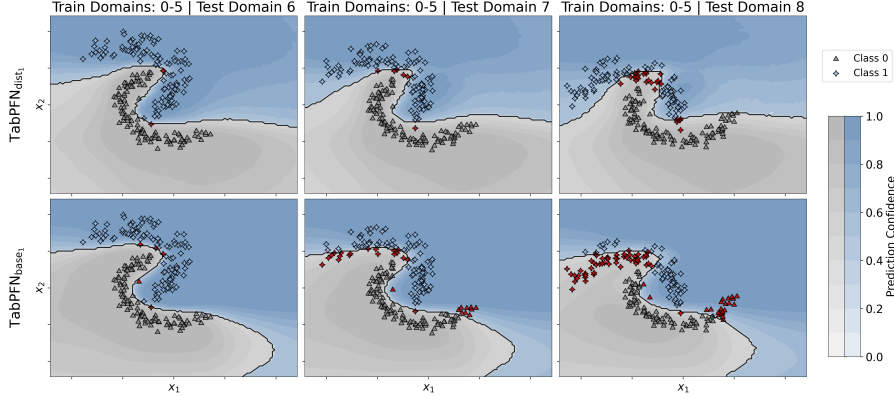 Train Domains: 0-5 | Test Domain 6
Train Domains: 0-5 | Test Domain 7
Train Domains: 0-5 | Test Domain 8
TabPFN_dist₁
x₂
Class 0
Class 1
1.0
0.8
0.6
0.4
0.2
0.0
Prediction Confidence
TabPFN_base₁
x₂
x₁
x₁
x₁